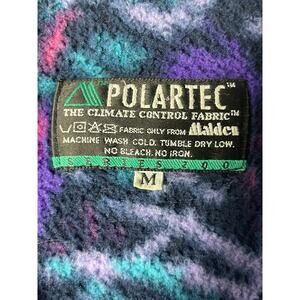 POLARTEC™
THE CLIMATE CONTROL FABRIC™
FABRIC ONLY FROM Malden
MACHINE WASH COLD. TUMBLE DRY LOW.
NO BLEACH. NO IRON.
SERIES 200
M